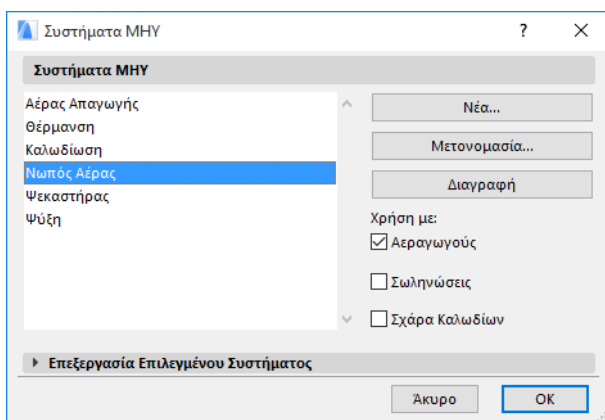 Συστήματα ΜΗΥ
?
Συστήματα ΜΗΥ
Αέρας Απαγωγής
Θέρμανση
Καλωδίωση
Νωπός Αέρας
Ψεκαστήρας
Ψύξη
Νέα...
Μετονομασία...
Διαγραφή
Χρήση με:
Αεραγωγούς
Σωληνώσεις
Σχάρα Καλωδίων
Επεξεργασία Επιλεγμένου Συστήματος
Άκυρο
OK